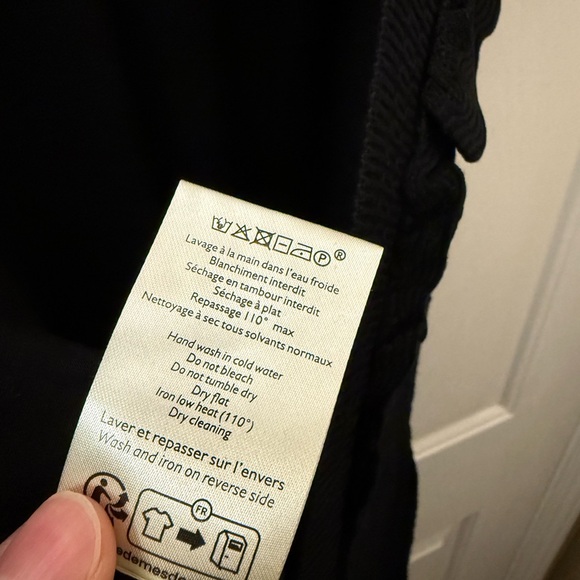 P ®
Lavage à la main dans l'eau froide
Blanchiment interdit
Séchage en tambour interdit
Séchage à plat
Repassage 110° max
Nettoyage à sec tous solvants normaux
Hand wash in cold water
Do not bleach
Do not tumble dry
Dry flat
Iron low heat (110°)
Dry cleaning
Laver et repasser sur l'envers
Wash and iron on reverse side
FR